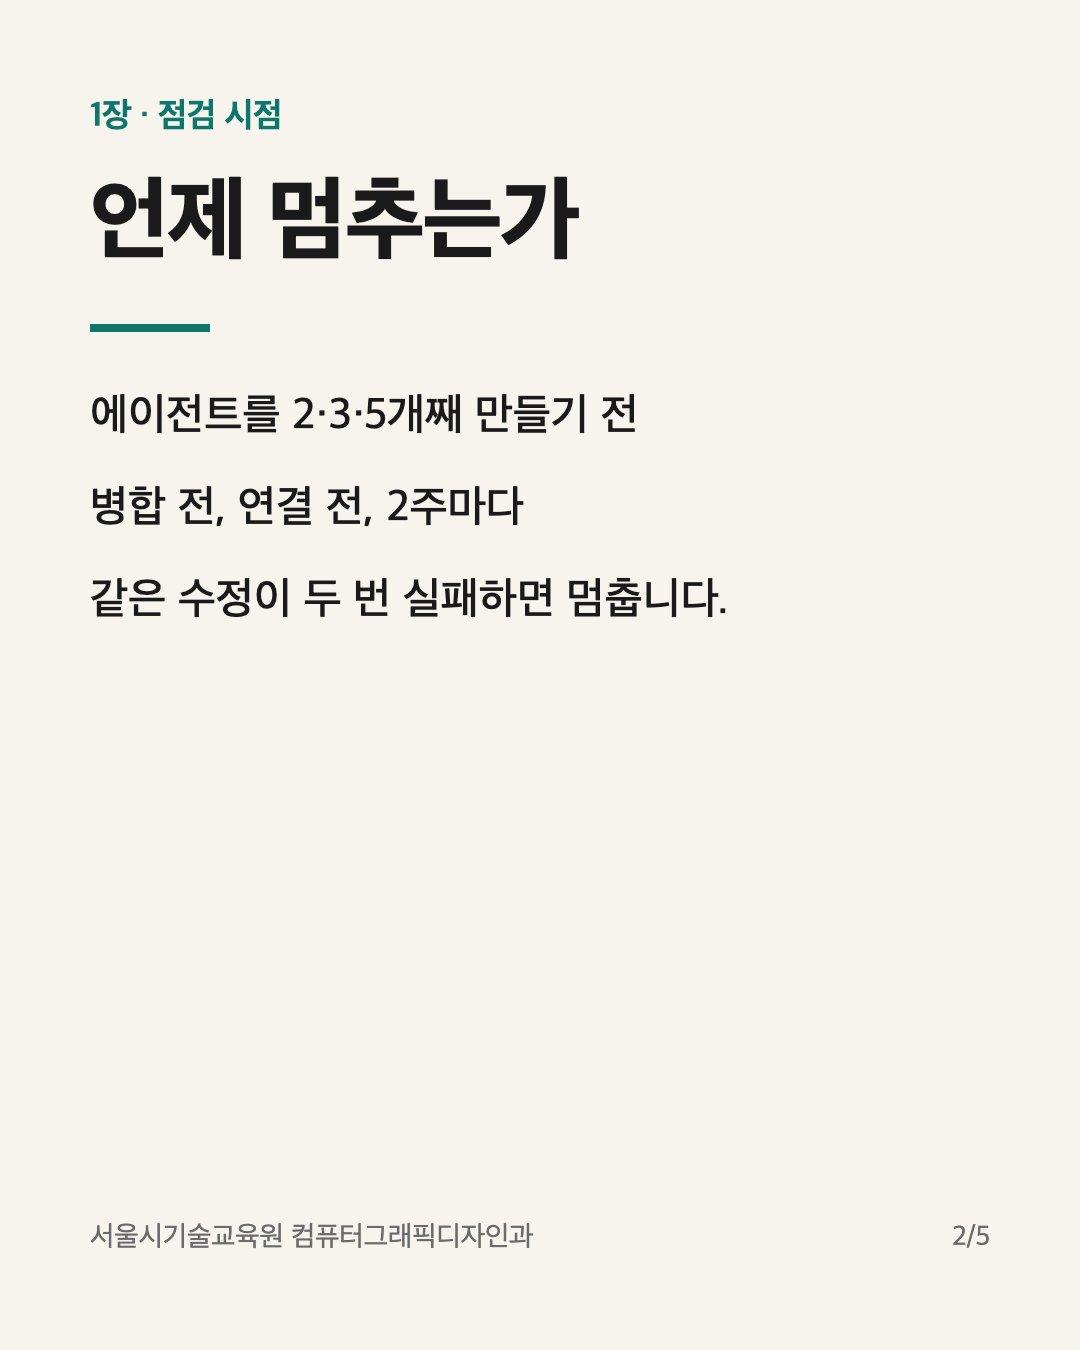 1장 · 점검 시점
언제 멈추는가
에이전트를 2·3·5개째 만들기 전
병합 전, 연결 전, 2주마다
같은 수정이 두 번 실패하면 멈춥니다.
서울시기술교육원 컴퓨터그래픽디자인과
2/5